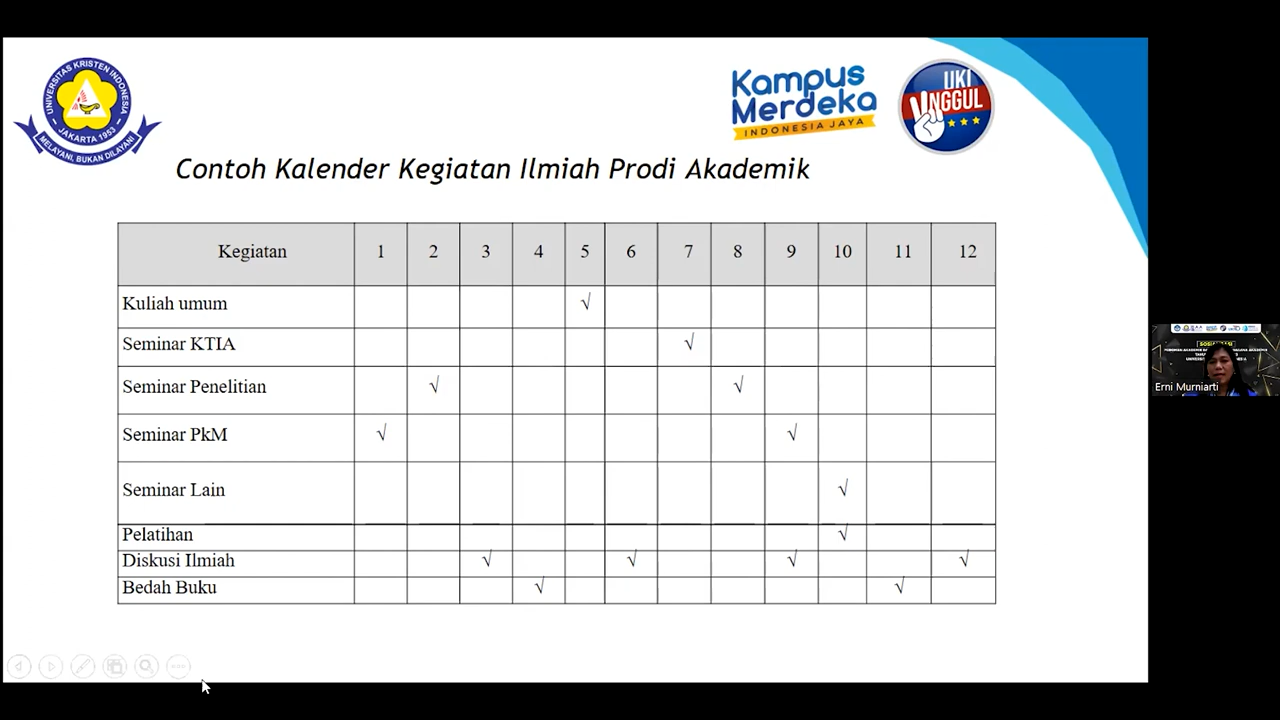 UNIVERSITAS KRISTEN INDONESIA
JAKARTA 1953
MELAYANI, BUKAN DILAYANI
Kampus
Merdeka
INDONESIA JAYA
UKI
UNGGUL
Contoh Kalender Kegiatan Ilmiah Prodi Akademik
Kegiatan 1 2 3 4 5 6 7 8 9 10 11 12
Kuliah umum √
Seminar KTIA √
Seminar Penelitian √ √
Seminar PkM √ √
Seminar Lain √
Pelatihan √
Diskusi Ilmiah √ √ √ √
Bedah Buku √ √
Erni Murniarti